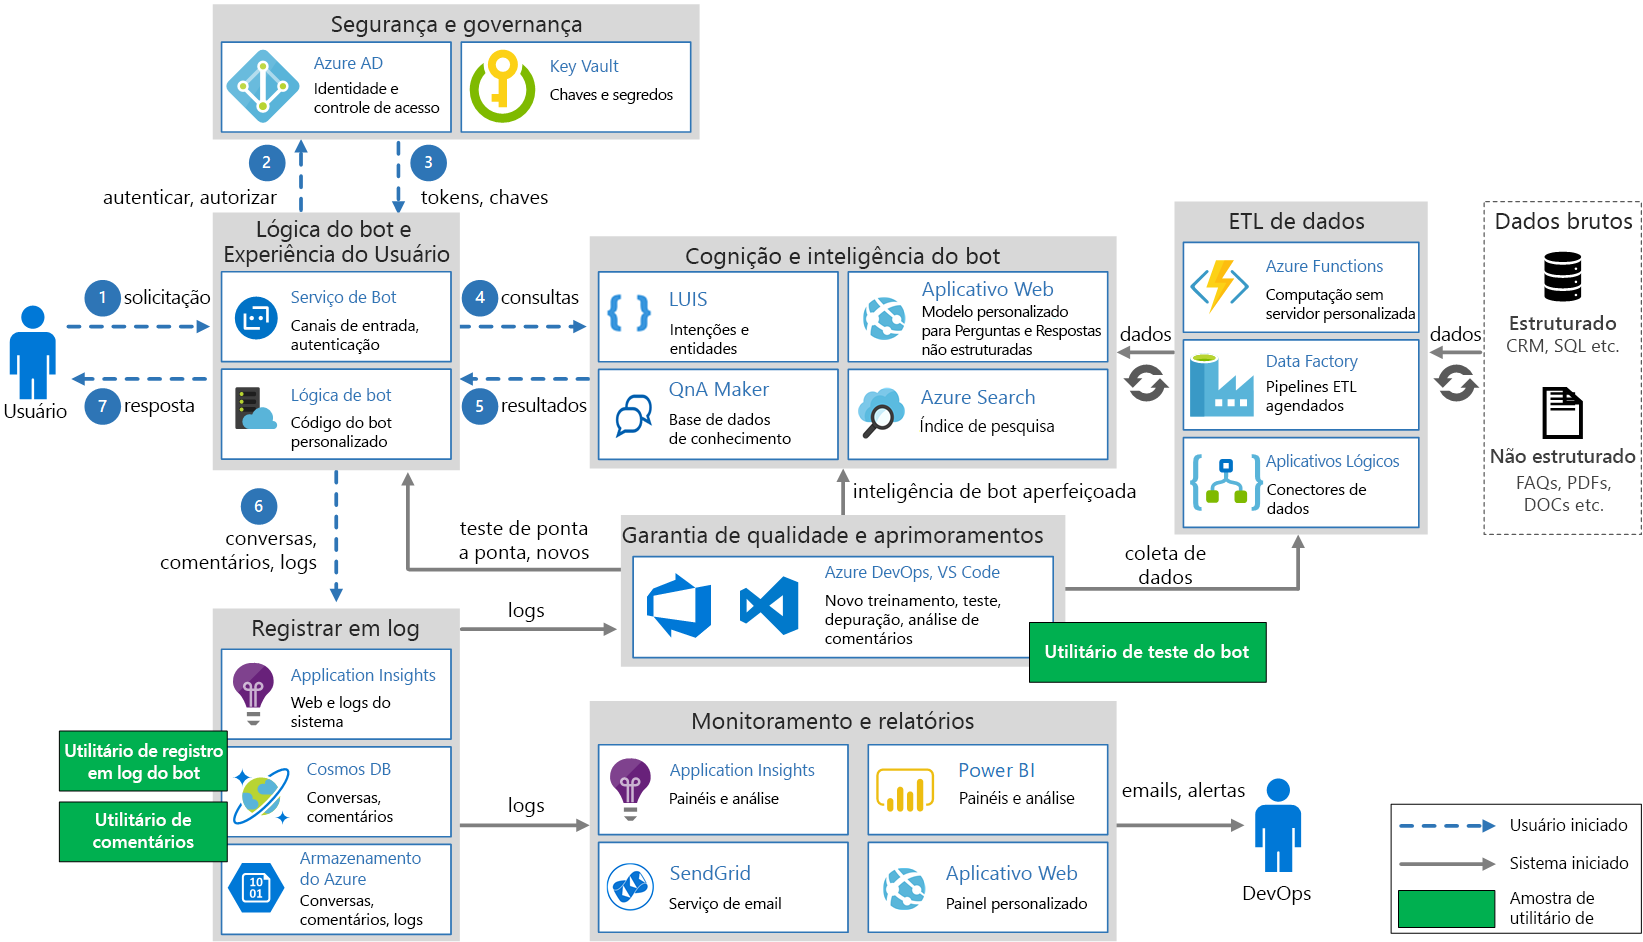 Segurança e governança
Azure AD
Identidade e
controle de acesso
Key Vault
Chaves e segredos
2
autenticar, autorizar
3
tokens, chaves
Lógica do bot e
Experiência do Usuário
Serviço de Bot
Canais de entrada,
autenticação
Lógica de bot
Código do bot
personalizado
1 solicitação
Usuário
7 resposta
4 consultas
5 resultados
Cognição e inteligência do bot
LUIS
Intenções e
entidades
Aplicativo Web
Modelo personalizado
para Perguntas e Respostas
não estruturadas
QnA Maker
Base de dados
de conhecimento
Azure Search
Índice de pesquisa
dados
ETL de dados
Azure Functions
Computação sem
servidor personalizada
Data Factory
Pipelines ETL
agendados
Aplicativos Lógicos
Conectores de
dados
dados
Dados brutos
Estruturado
CRM, SQL etc.
Não estruturado
FAQs, PDFs,
DOCs etc.
6
conversas,
comentários, logs
teste de ponta
a ponta, novos
inteligência de bot aperfeiçoada
Garantia de qualidade e aprimoramentos
Azure DevOps, VS Code
Novo treinamento, teste,
depuração, análise de
comentários
Utilitário de teste do bot
coleta de
dados
Registrar em log
Application Insights
Web e logs do
sistema
Cosmos DB
Conversas,
comentários
Armazenamento
do Azure
Conversas,
comentários, logs
10
01
Utilitário de registro
em log do bot
Utilitário de
comentários
logs
logs
Monitoramento e relatórios
Application Insights
Painéis e análise
Power BI
Painéis e análise
SendGrid
Serviço de email
Aplicativo Web
Painel personalizado
emails, alertas
DevOps
Usuário iniciado
Sistema iniciado
Amostra de
utilitário de